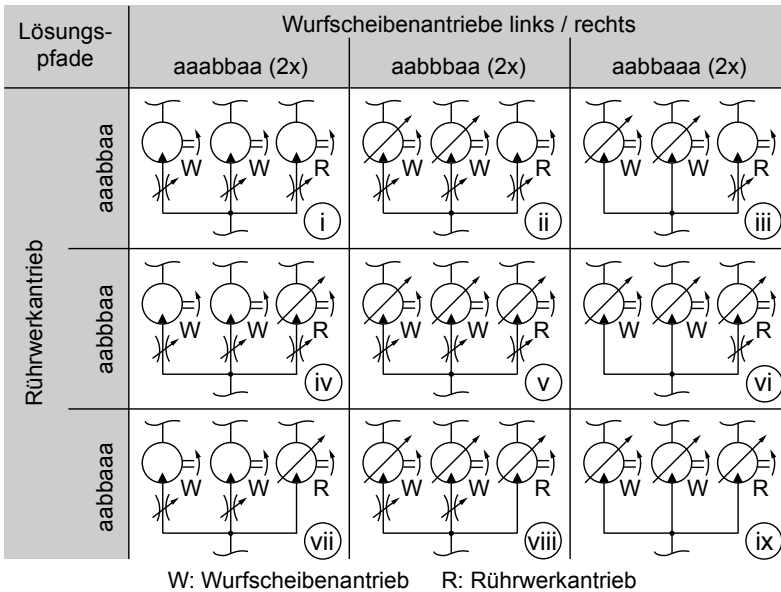 Lösungs-
pfade
Wurfscheibenantriebe links / rechts
aaabbaa (2x) aabbbaa (2x) aabbaaa (2x)
Rührwerkantrieb
aaabbaa
W W R
i
W W R
ii
W W R
iii
aabbbaa
W W R
iv
W W R
v
W W R
vi
aabbaaa
W W R
vii
W W R
viii
W W R
ix
W: Wurfscheibenantrieb R: Rührwerkantrieb